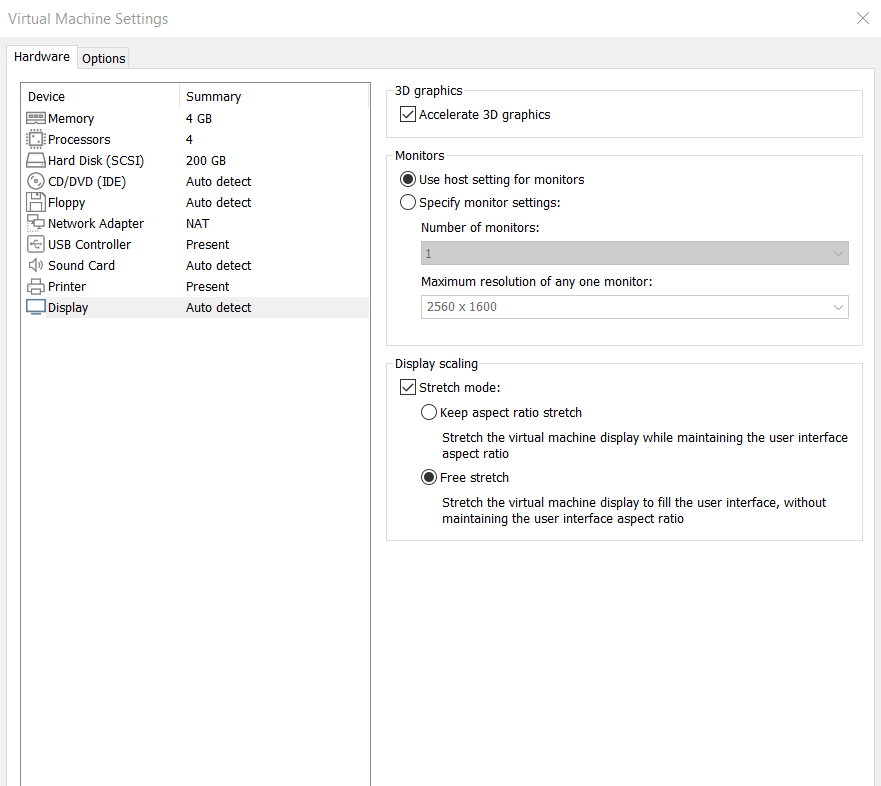 Virtual Machine Settings
Hardware
Options
Device Summary
Memory 4 GB
Processors 4
Hard Disk (SCSI) 200 GB
CD/DVD (IDE) Auto detect
Floppy Auto detect
Network Adapter NAT
USB Controller Present
Sound Card Auto detect
Printer Present
Display Auto detect
3D graphics
Accelerate 3D graphics
Monitors
Use host setting for monitors
Specify monitor settings:
Number of monitors:
1
Maximum resolution of any one monitor:
2560 x 1600
Display scaling
Stretch mode:
Keep aspect ratio stretch
Stretch the virtual machine display while maintaining the user interface
aspect ratio
Free stretch
Stretch the virtual machine display to fill the user interface, without
maintaining the user interface aspect ratio